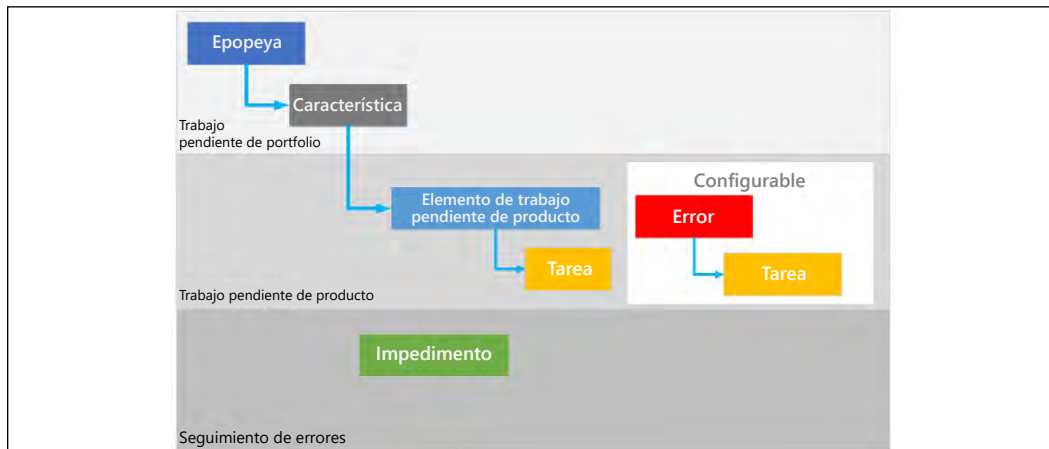 Epopeya
Característica
Trabajo
pendiente de portfolio
Configurable
Elemento de trabajo
pendiente de producto
Error
Tarea
Tarea
Trabajo pendiente de producto
Impedimento
Seguimiento de errores